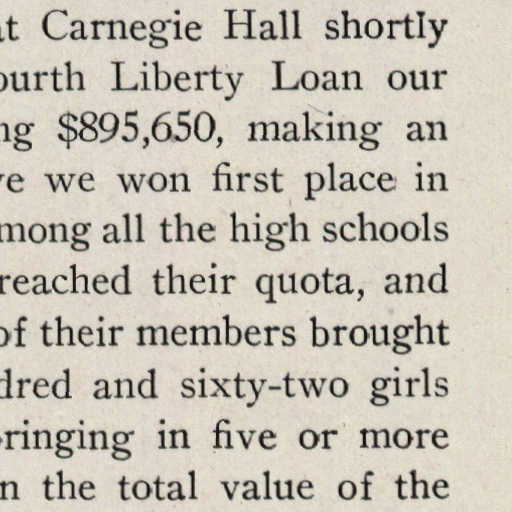 at Carnegie Hall shortly
ourth Liberty Loan our
ng $895,650, making an
ve we won first place in
mong all the high schools
reached their quota, and
of their members brought
dred and sixty-two girls
ringing in five or more
n the total value of the